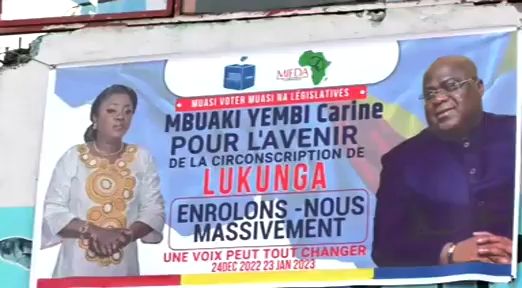 MIFDA
MUASI VOTER MUASI NA LÉGISLATIVES
MBUAKI YEMBI Carine
POUR L'AVENIR
DE LA CIRCONSCRIPTION DE
LUKUNGA
ENROLONS -NOUS
MASSIVEMENT
UNE VOIX PEUT TOUT CHANGER
24DEC 2022 23 JAN 2023